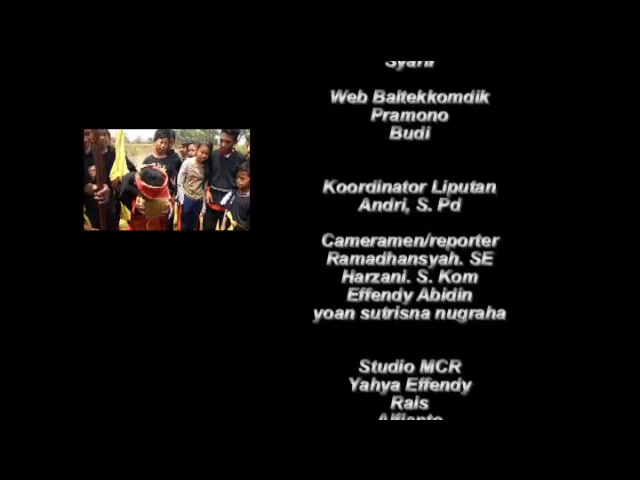 Syarif
Web Baltekkomdik
Pramono
Budi
Koordinator Liputan
Andri, S. Pd
Cameramen/reporter
Ramadhansyah. SE
Harzani. S. Kom
Effendy Abidin
yoan sutrisna nugraha
Studio MCR
Yahya Effendy
Rais